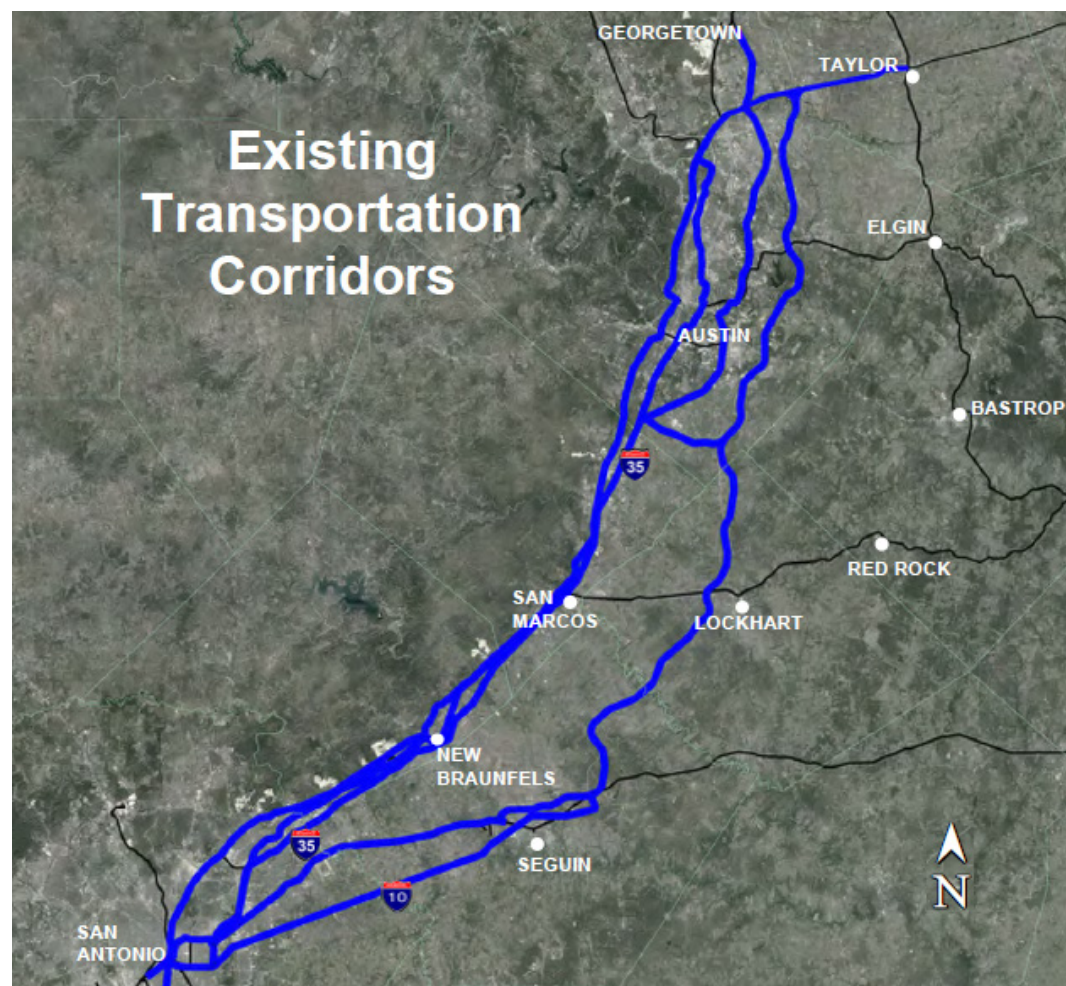 GEORGETOWN
TAYLOR
Existing
Transportation
Corridors
ELGIN
AUSTIN
BASTROP
35
RED ROCK
SAN
MARCOS
LOCKHART
NEW
BRAUNFELS
35
SEGUIN
10
N
SAN
ANTONIO